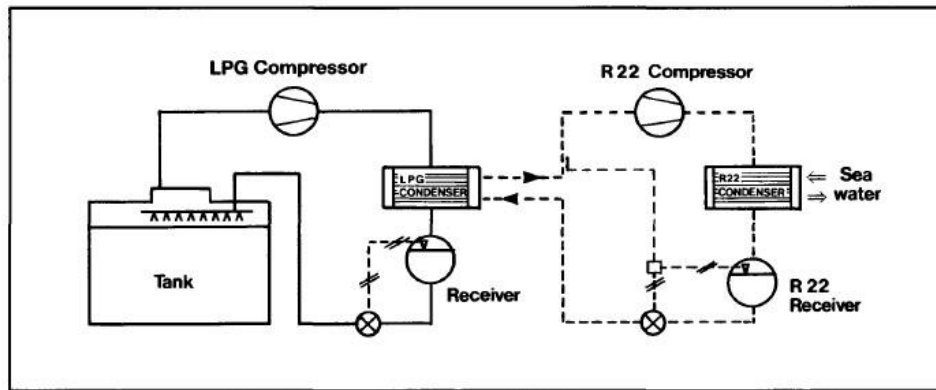 LPG Compressor
R 22 Compressor
LPG
CONDENSER
R22
CONDENSER
Sea
water
Tank
Receiver
R 22
Receiver